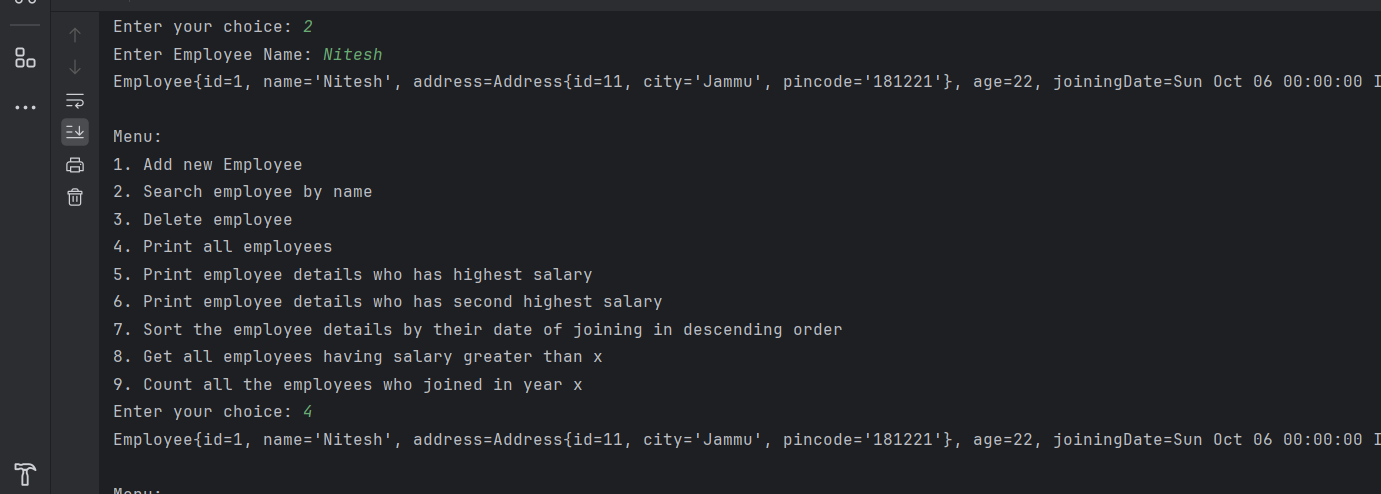 Enter your choice: 2
Enter Employee Name: Nitesh
Employee{id=1, name='Nitesh', address=Address{id=11, city='Jammu', pincode='181221'}, age=22, joiningDate=Sun Oct 06 00:00:00 I
Menu:
1. Add new Employee
2. Search employee by name
3. Delete employee
4. Print all employees
5. Print employee details who has highest salary
6. Print employee details who has second highest salary
7. Sort the employee details by their date of joining in descending order
8. Get all employees having salary greater than x
9. Count all the employees who joined in year x
Enter your choice: 4
Employee{id=1, name='Nitesh', address=Address{id=11, city='Jammu', pincode='181221'}, age=22, joiningDate=Sun Oct 06 00:00:00 I
Menu: